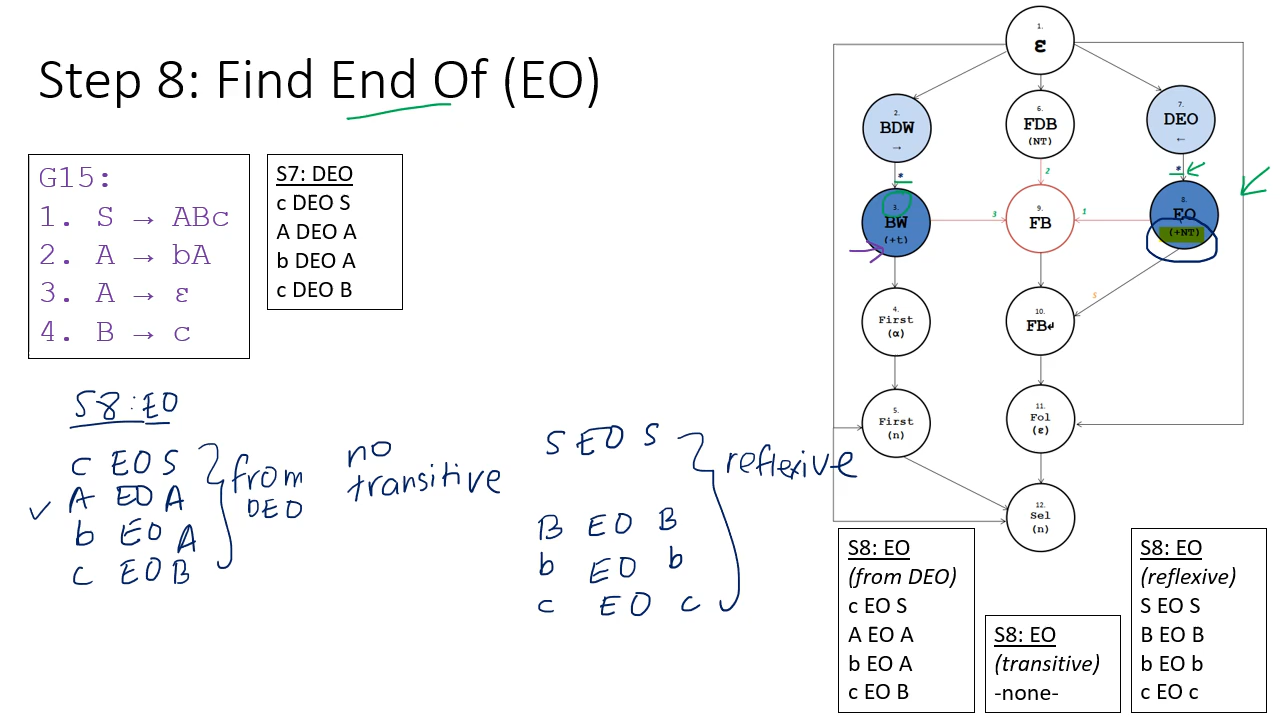 Step 8: Find End Of (EO)
G15:
1. S → ABc
2. A → bA
3. A → ε
4. B → c
S7: DEO
c DEO S
A DEO A
b DEO A
c DEO B
S8:EO
c EO S
A EO A
b EO A
c EO B
from
DEO
no
transitive
S EO S
B EO B
b EO b
c EO c
reflexive
1.
ε
2.
BDW
→
6.
FDB
(NT)
7.
DEO
←
*
2
*
3.
BW
(+t)
3
9.
FB
1
8.
EO
(+NT)
4.
First
(α)
10.
FB↲
5
5.
First
(n)
11.
Fol
(ε)
12.
Sel
(n)
S8: EO
(from DEO)
c EO S
A EO A
b EO A
c EO B
S8: EO
(transitive)
-none-
S8: EO
(reflexive)
S EO S
B EO B
b EO b
c EO c